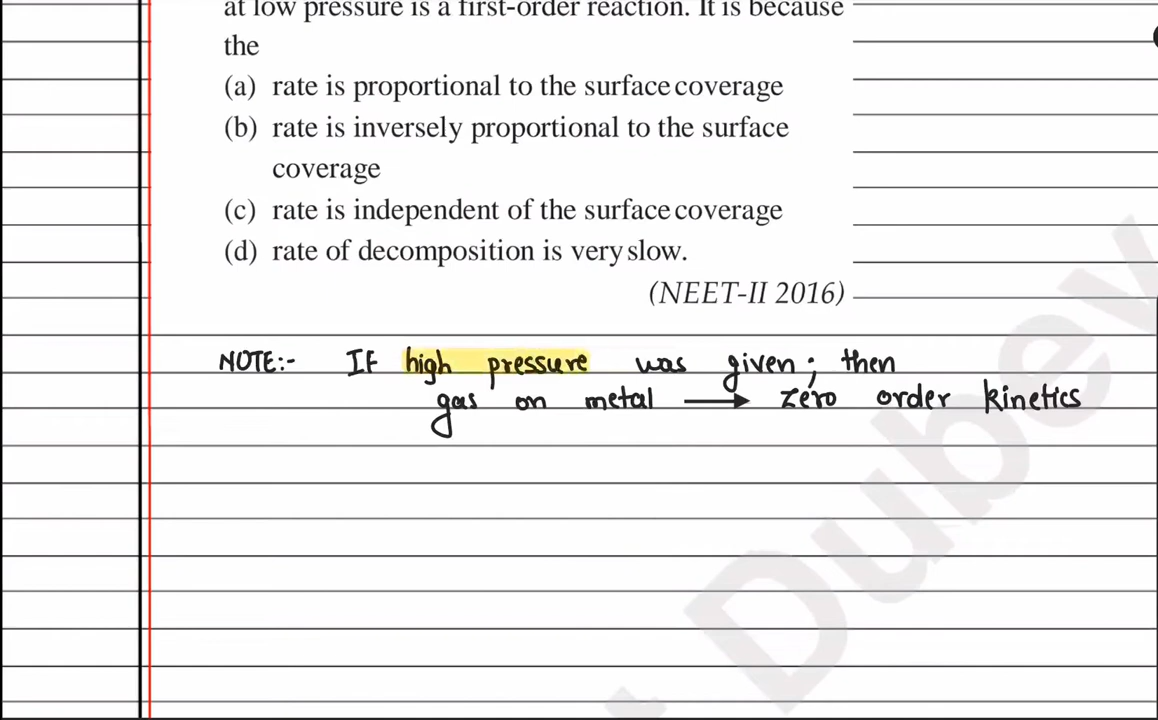 at low pressure is a first-order reaction. It is because
the
(a) rate is proportional to the surface coverage
(b) rate is inversely proportional to the surface
coverage
(c) rate is independent of the surface coverage
(d) rate of decomposition is very slow.
(NEET-II 2016)
NOTE:- IF high pressure was given; then
gas on metal → zero order kinetics
Dubey